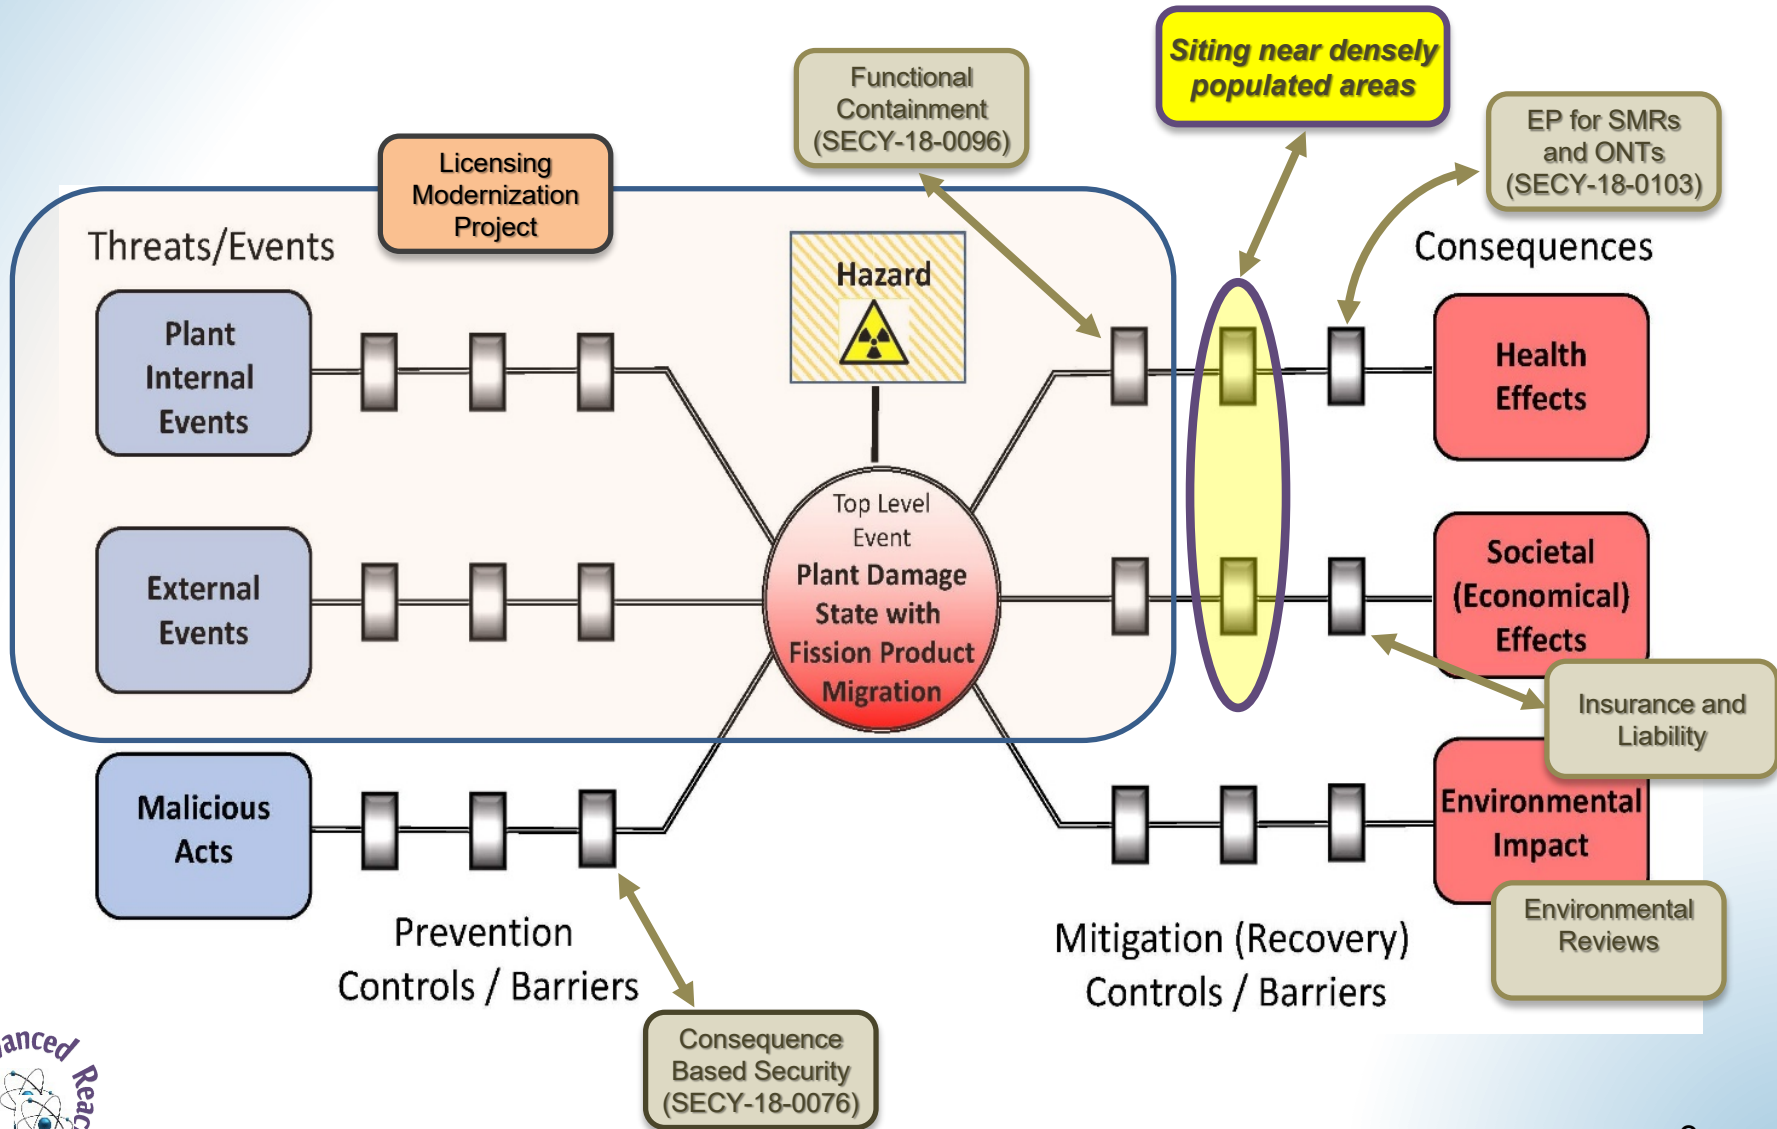 Siting near densely
populated areas
Functional
Containment
(SECY-18-0096)
EP for SMRs
and ONTs
(SECY-18-0103)
Licensing
Modernization
Project
Threats/Events
Hazard
Consequences
Plant
Internal
Events
Health
Effects
Top Level
Event
Plant Damage
State with
Fission Product
Migration
External
Events
Societal
(Economical)
Effects
Insurance and
Liability
Malicious
Acts
Environmental
Impact
Environmental
Reviews
Prevention
Controls / Barriers
Mitigation (Recovery)
Controls / Barriers
Consequence
Based Security
(SECY-18-0076)